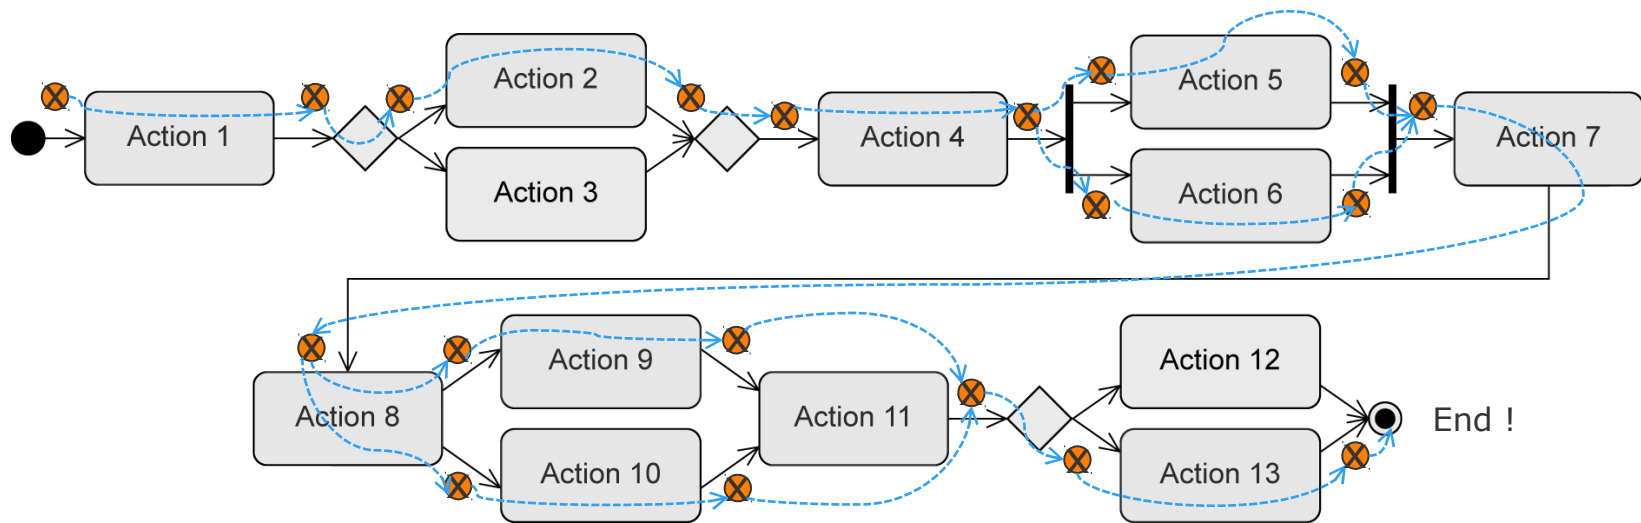 Action 1
Action 2
Action 3
Action 4
Action 5
Action 6
Action 7
Action 8
Action 9
Action 10
Action 11
Action 12
Action 13
End !